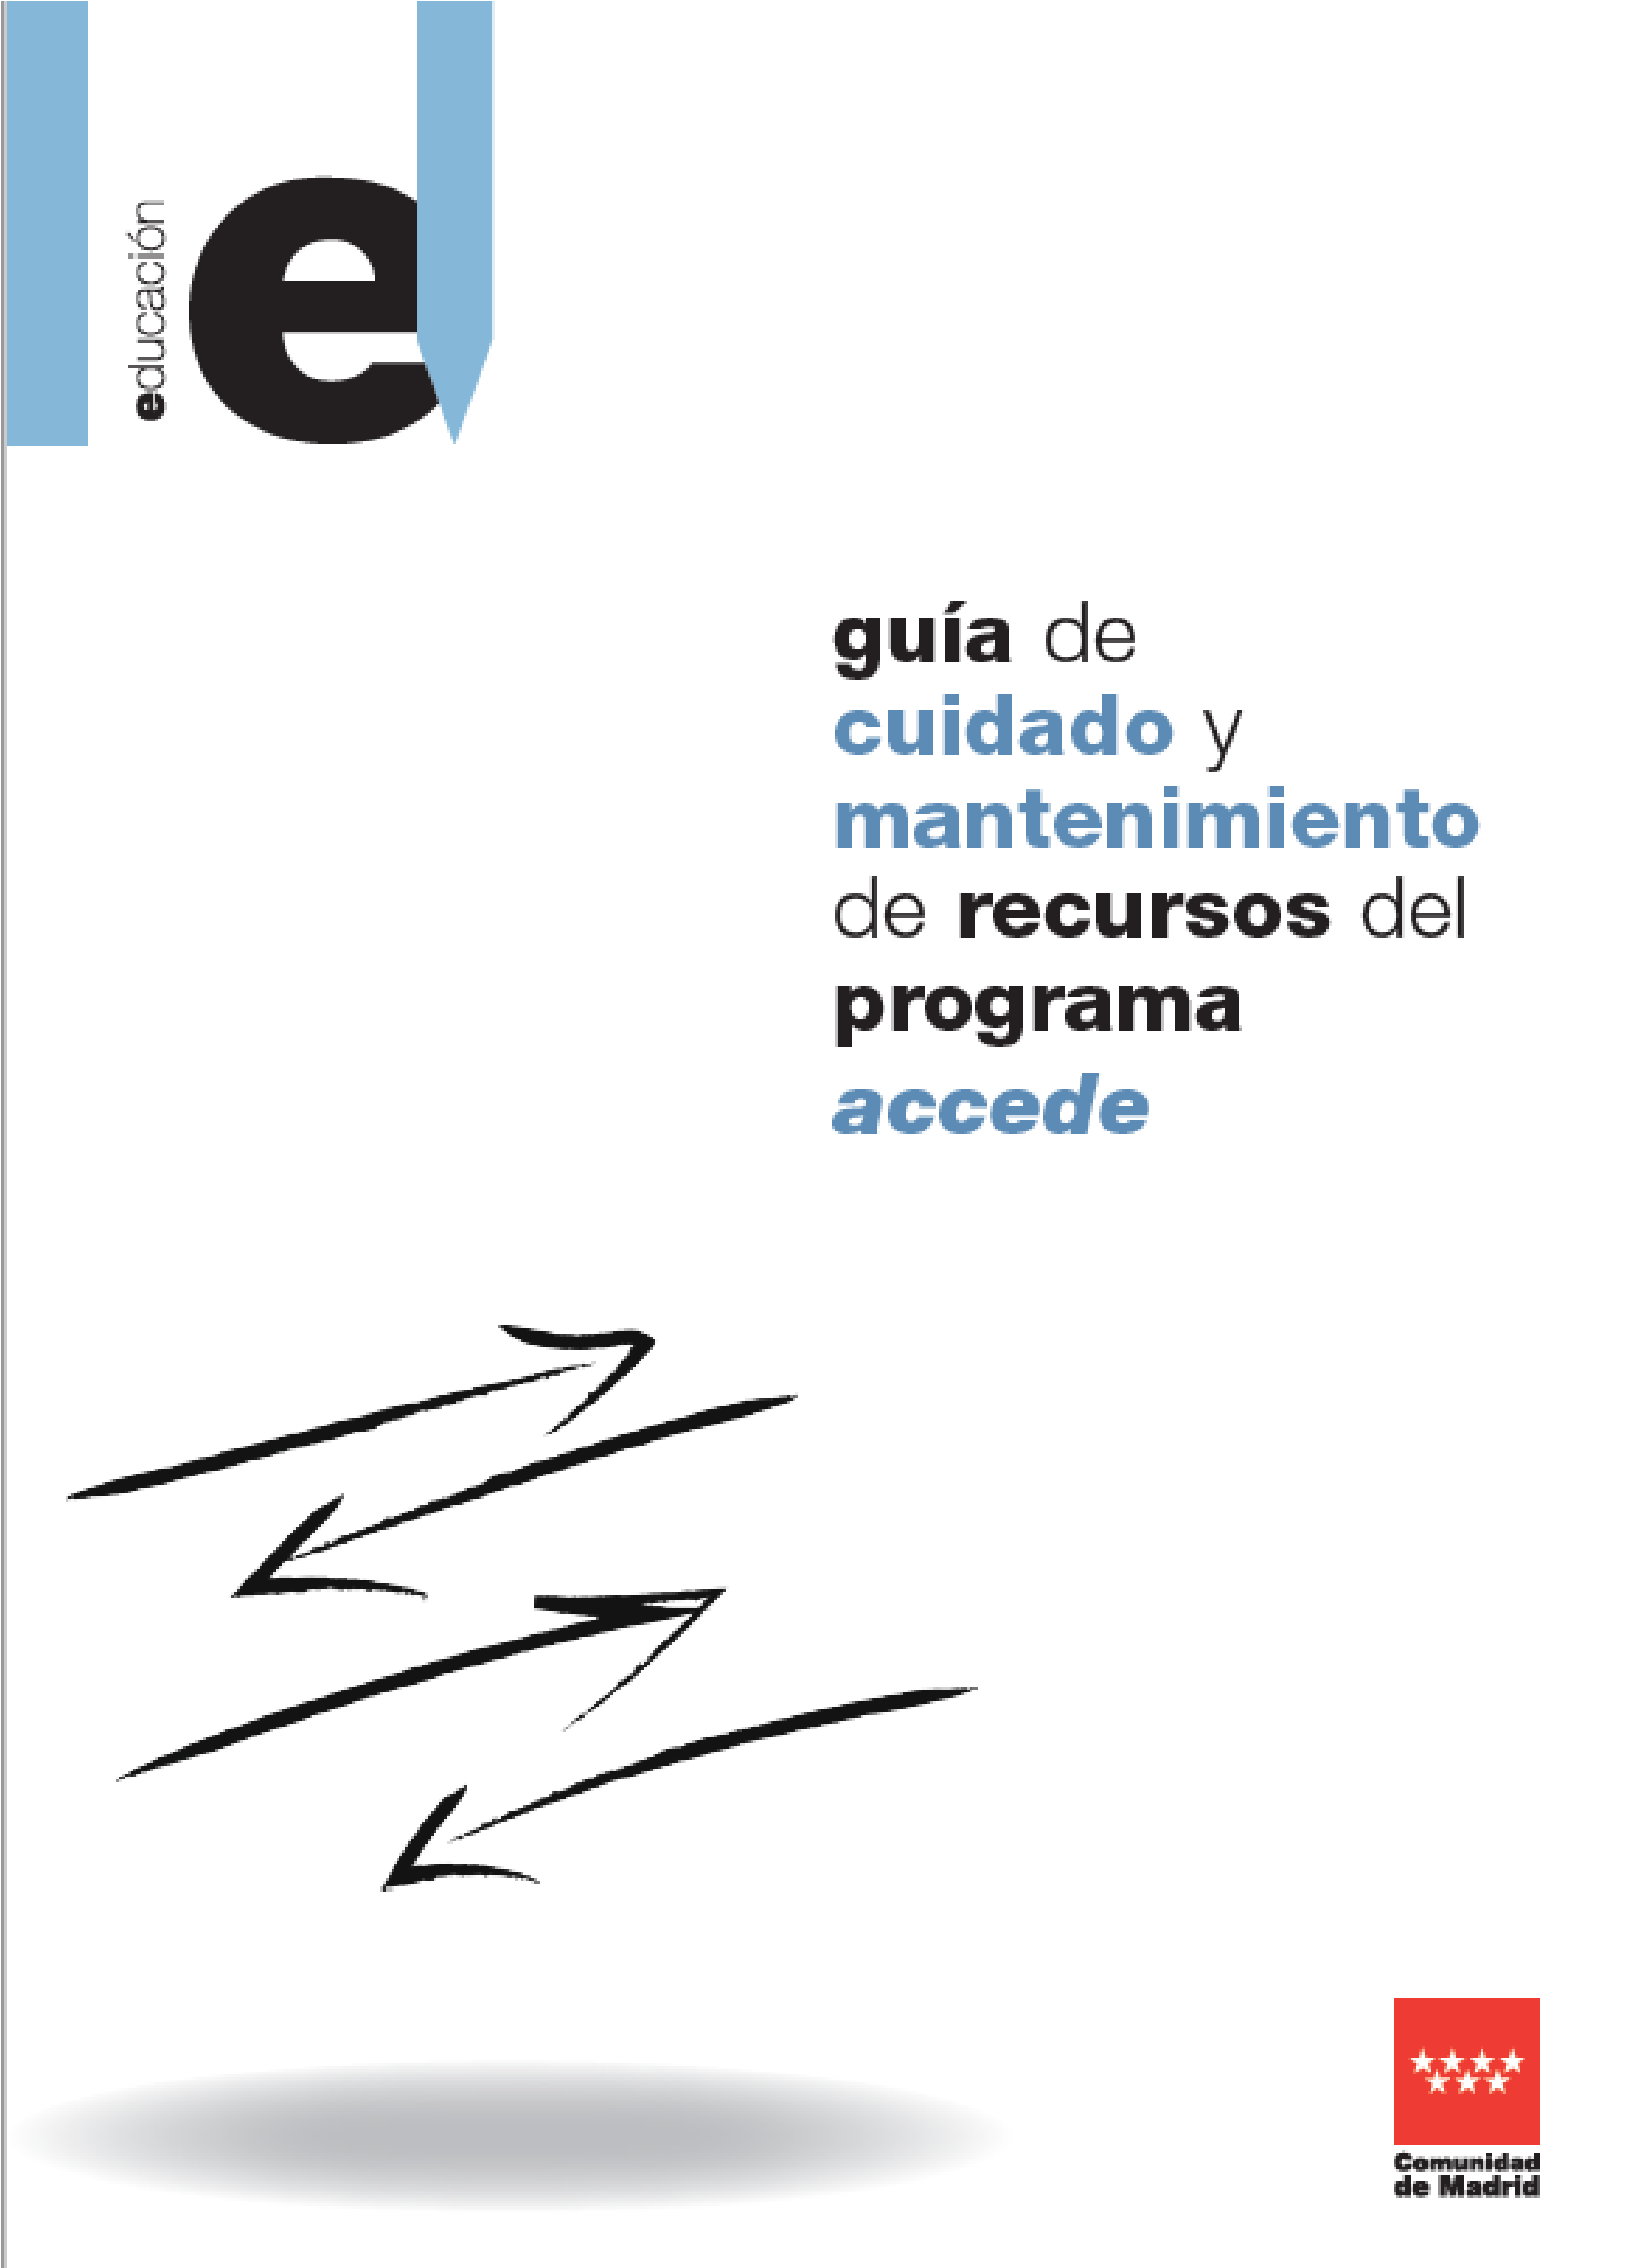 educación
e
guía de
cuidado y
mantenimiento
de recursos del
programa
accede
Comunidad
de Madrid